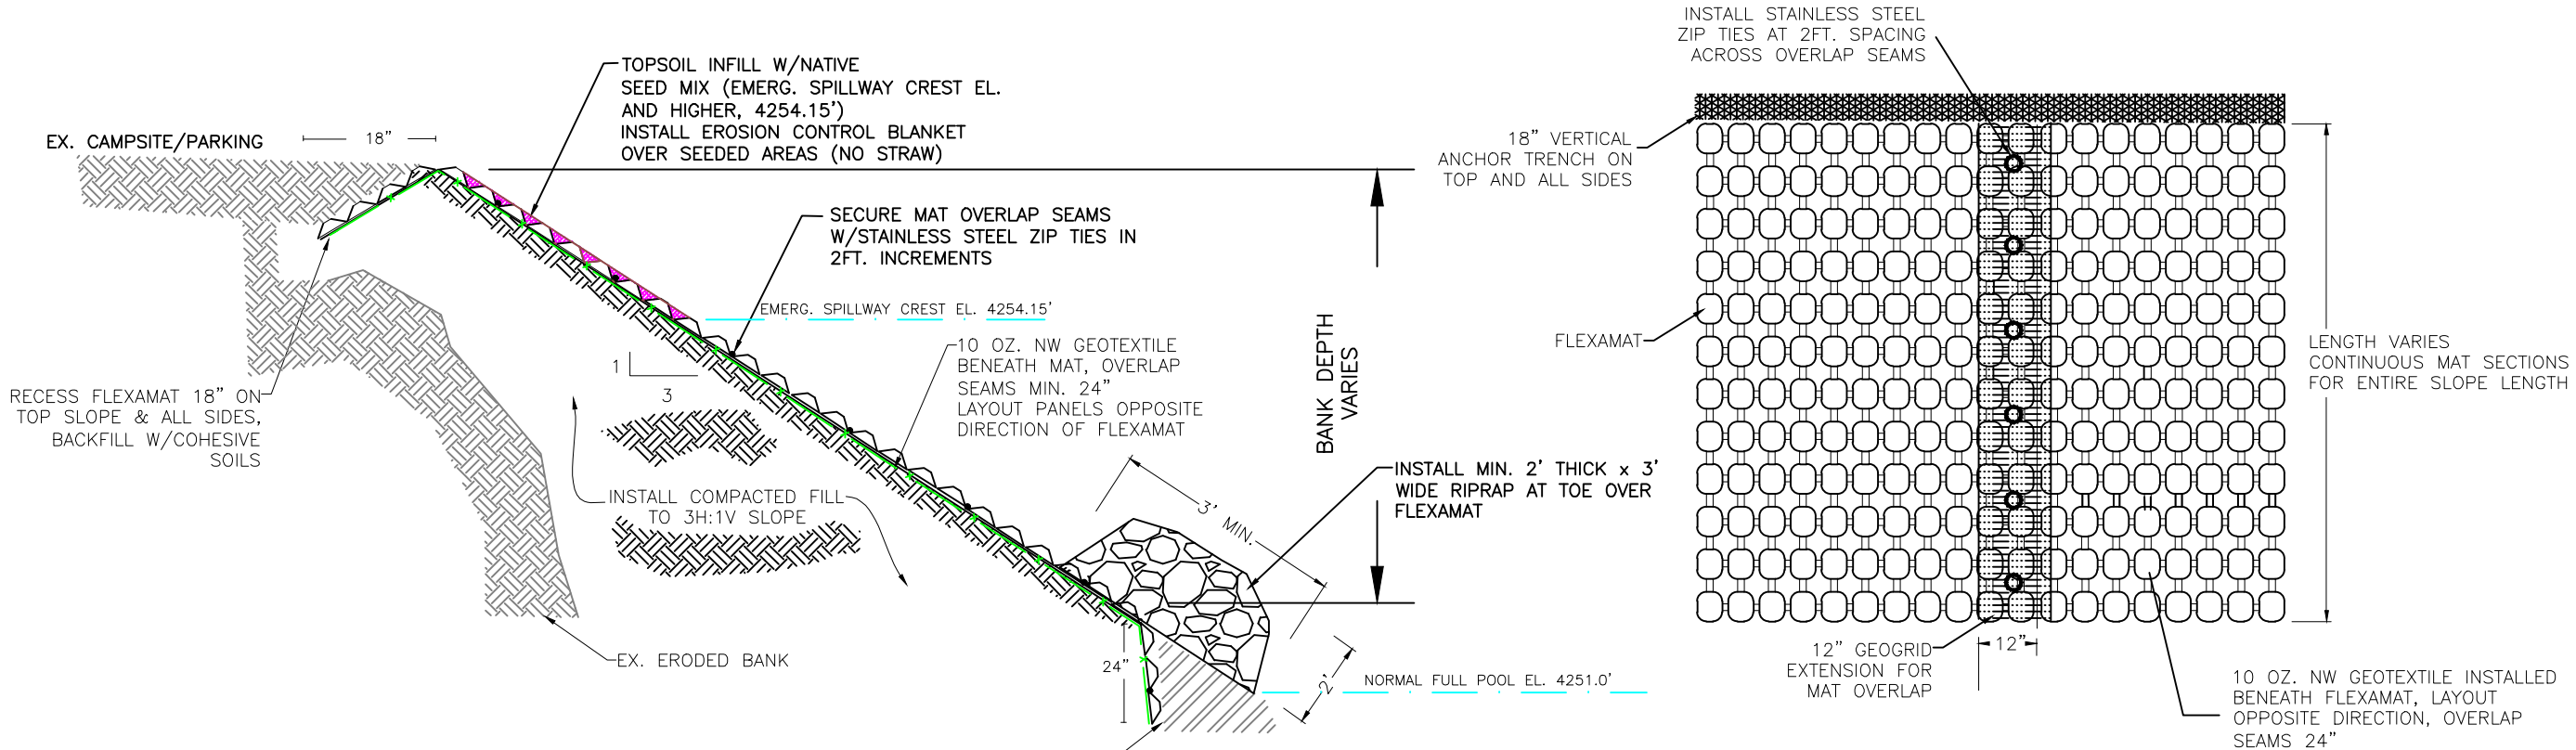 TOPSOIL INFILL W/NATIVE
SEED MIX (EMERG. SPILLWAY CREST EL.
AND HIGHER, 4254.15')
INSTALL EROSION CONTROL BLANKET
OVER SEEDED AREAS (NO STRAW)
EX. CAMPSITE/PARKING
18"
SECURE MAT OVERLAP SEAMS
W/STAINLESS STEEL ZIP TIES IN
2FT. INCREMENTS
EMERG. SPILLWAY CREST EL. 4254.15'
10 OZ. NW GEOTEXTILE
BENEATH MAT, OVERLAP
SEAMS MIN. 24"
LAYOUT PANELS OPPOSITE
DIRECTION OF FLEXAMAT
1
3
RECESS FLEXAMAT 18" ON
TOP SLOPE & ALL SIDES,
BACKFILL W/COHESIVE
SOILS
INSTALL COMPACTED FILL
TO 3H:1V SLOPE
EX. ERODED BANK
BANK DEPTH
VARIES
INSTALL MIN. 2' THICK x 3'
WIDE RIPRAP AT TOE OVER
FLEXAMAT
3' MIN.
24"
2'
NORMAL FULL POOL EL. 4251.0'
INSTALL STAINLESS STEEL
ZIP TIES AT 2FT. SPACING
ACROSS OVERLAP SEAMS
18" VERTICAL
ANCHOR TRENCH ON
TOP AND ALL SIDES
FLEXAMAT
LENGTH VARIES
CONTINUOUS MAT SECTIONS
FOR ENTIRE SLOPE LENGTH
12" GEOGRID
EXTENSION FOR
MAT OVERLAP
12"
10 OZ. NW GEOTEXTILE INSTALLED
BENEATH FLEXAMAT, LAYOUT
OPPOSITE DIRECTION, OVERLAP
SEAMS 24"